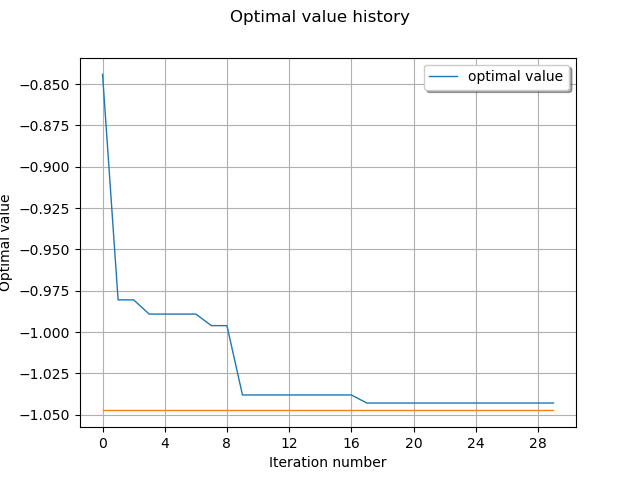 Optimal value history
optimal value
−0.850
−0.875
−0.900
−0.925
−0.950
−0.975
−1.000
−1.025
−1.050
Optimal value
0 4 8 12 16 20 24 28
Iteration number